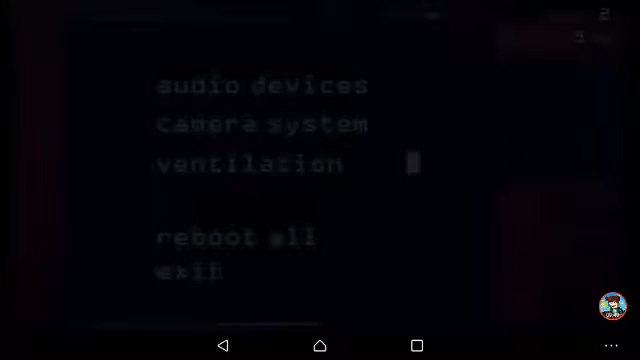 audio devices
camera system
ventilation
reboot all
exit